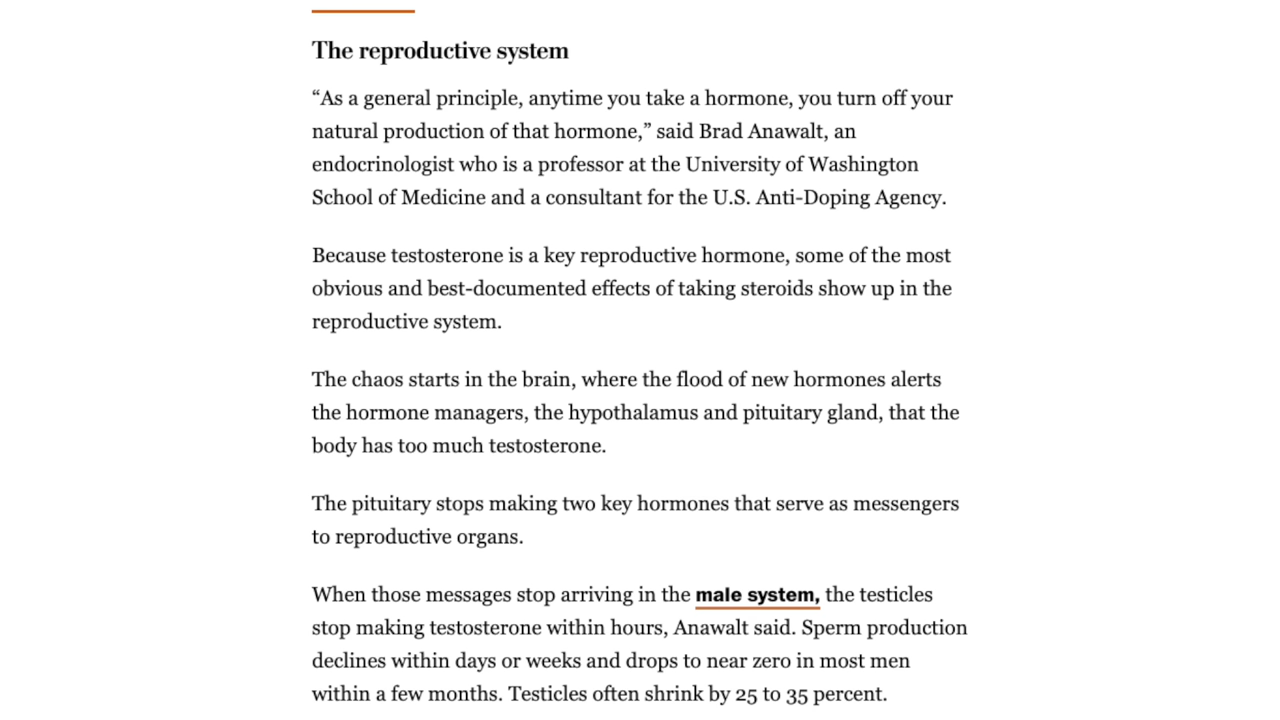 The reproductive system
“As a general principle, anytime you take a hormone, you turn off your
natural production of that hormone,” said Brad Anawalt, an
endocrinologist who is a professor at the University of Washington
School of Medicine and a consultant for the U.S. Anti-Doping Agency.
Because testosterone is a key reproductive hormone, some of the most
obvious and best-documented effects of taking steroids show up in the
reproductive system.
The chaos starts in the brain, where the flood of new hormones alerts
the hormone managers, the hypothalamus and pituitary gland, that the
body has too much testosterone.
The pituitary stops making two key hormones that serve as messengers
to reproductive organs.
When those messages stop arriving in the male system, the testicles
stop making testosterone within hours, Anawalt said. Sperm production
declines within days or weeks and drops to near zero in most men
within a few months. Testicles often shrink by 25 to 35 percent.